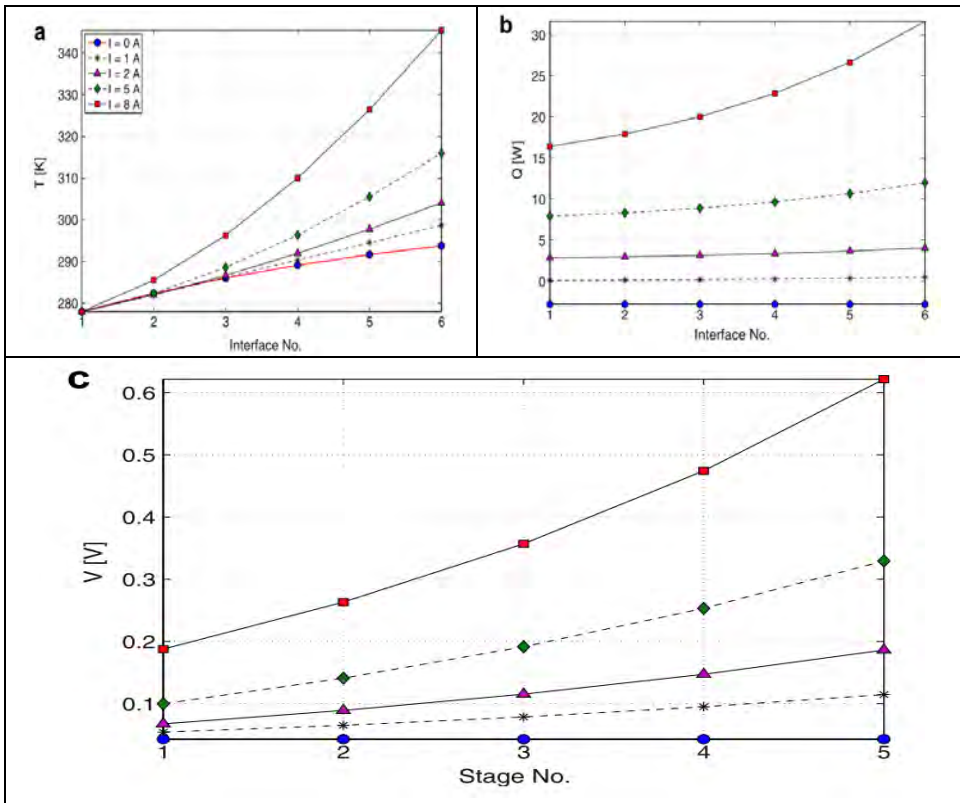 a
I = 0 A
I = 1 A
I = 2 A
I = 5 A
I = 8 A
T [K]
340
330
320
310
300
290
280
1 2 3 4 5 6
Interface No.
b
Q [W]
30
25
20
15
10
5
0
1 2 3 4 5 6
Interface No.
c
V [V]
0.6
0.5
0.4
0.3
0.2
0.1
1 2 3 4 5
Stage No.